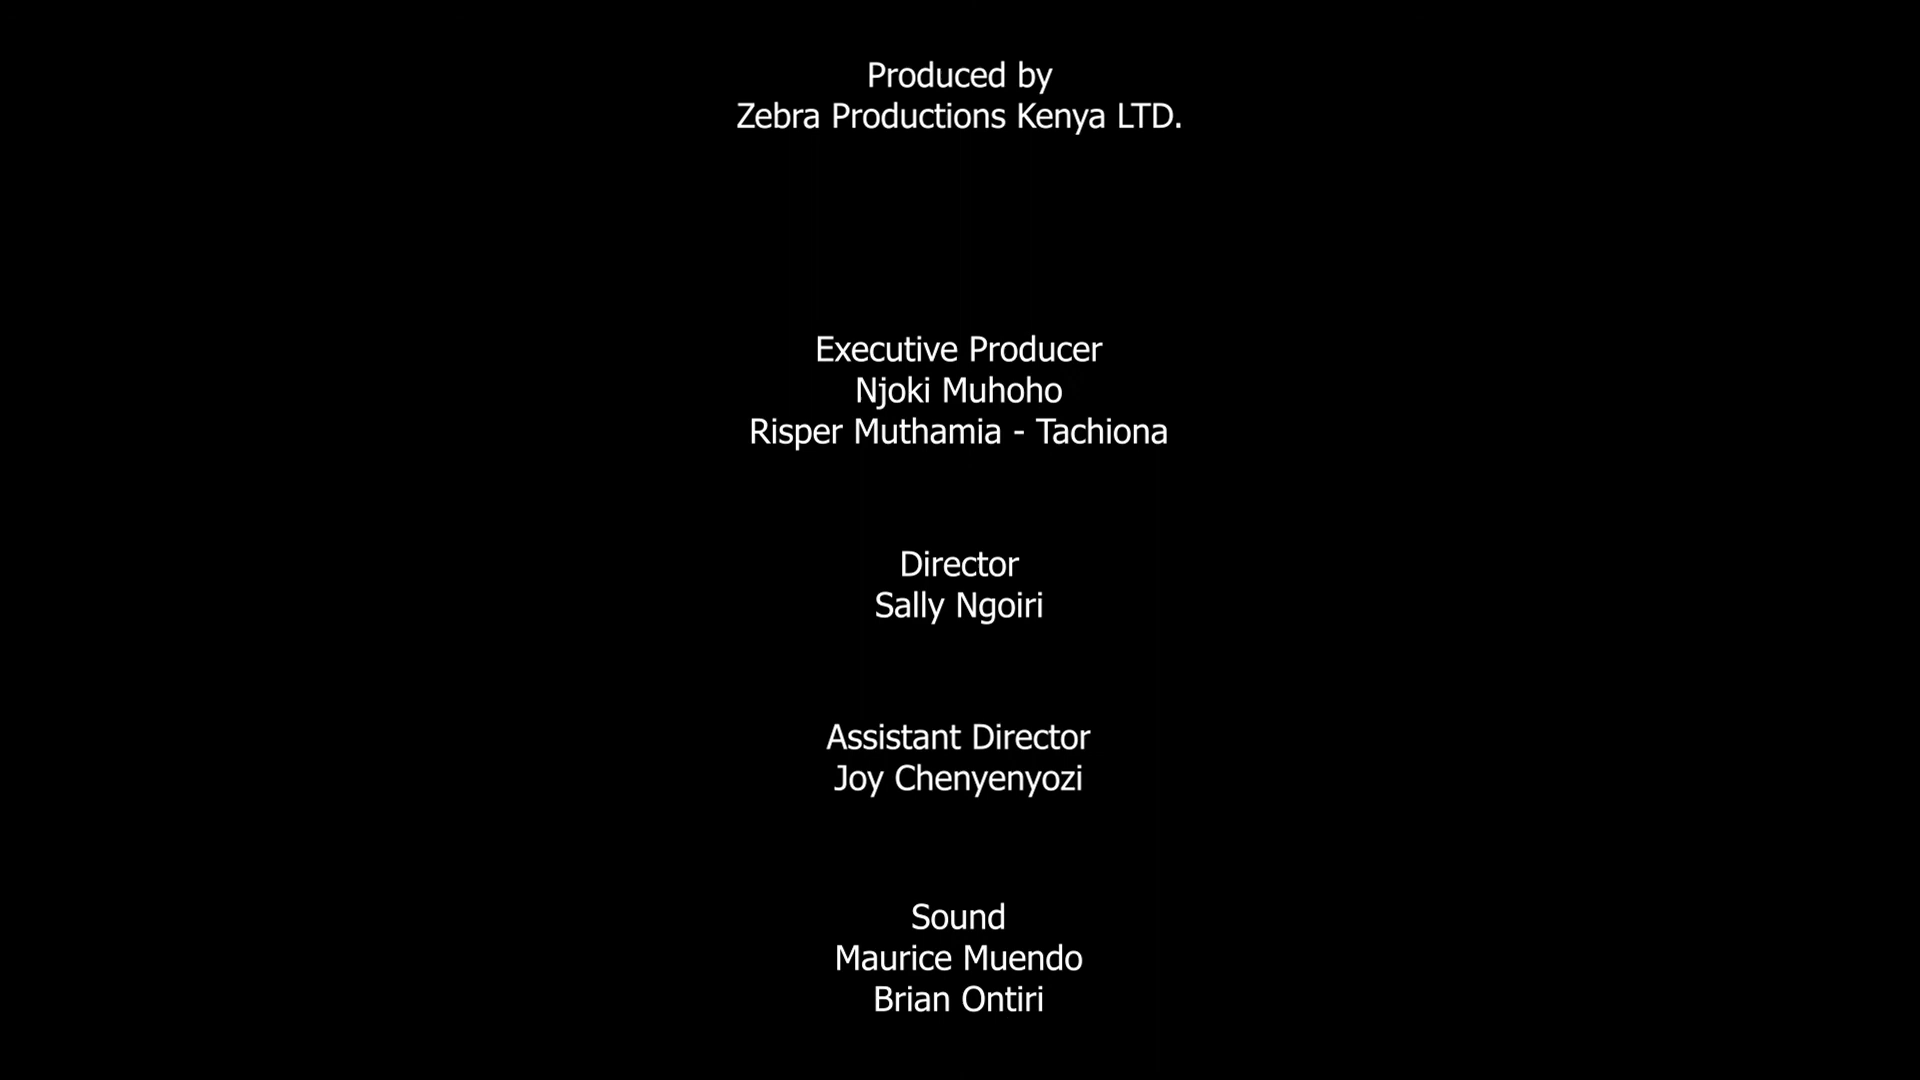 Produced by
Zebra Productions Kenya LTD.
Executive Producer
Njoki Muhoho
Risper Muthamia - Tachiona
Director
Sally Ngoiri
Assistant Director
Joy Chenyenyozi
Sound
Maurice Muendo
Brian Ontiri